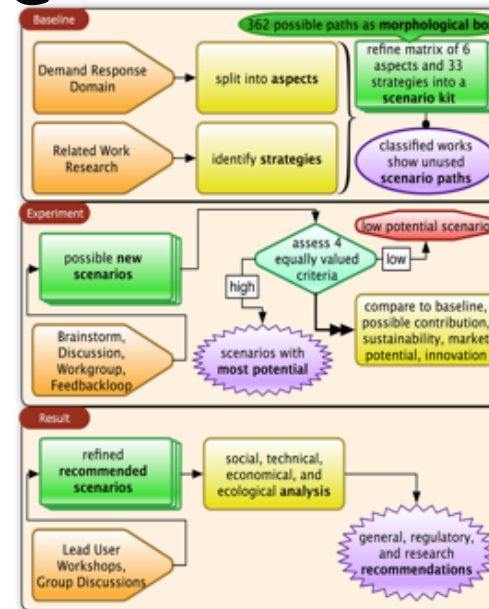 Baseline
362 possible paths as morphological bo
Demand Response
Domain
split into aspects
refine matrix of 6
aspects and 33
strategies into a
scenario kit
Related Work
Research
identify strategies
classified works
show unused
scenario paths
Experiment
possible new
scenarios
assess 4
equally valued
criteria
low potential scenario
low
high
Brainstorm,
Discussion,
Workgroup,
Feedbackloop
scenarios with
most potential
compare to baseline,
possible contribution,
sustainability, market
potential, innovation
Result
refined
recommended
scenarios
social, technical,
economical, and
ecological analysis
Lead User
Workshops,
Group Discussions
general, regulatory,
and research
recommendations